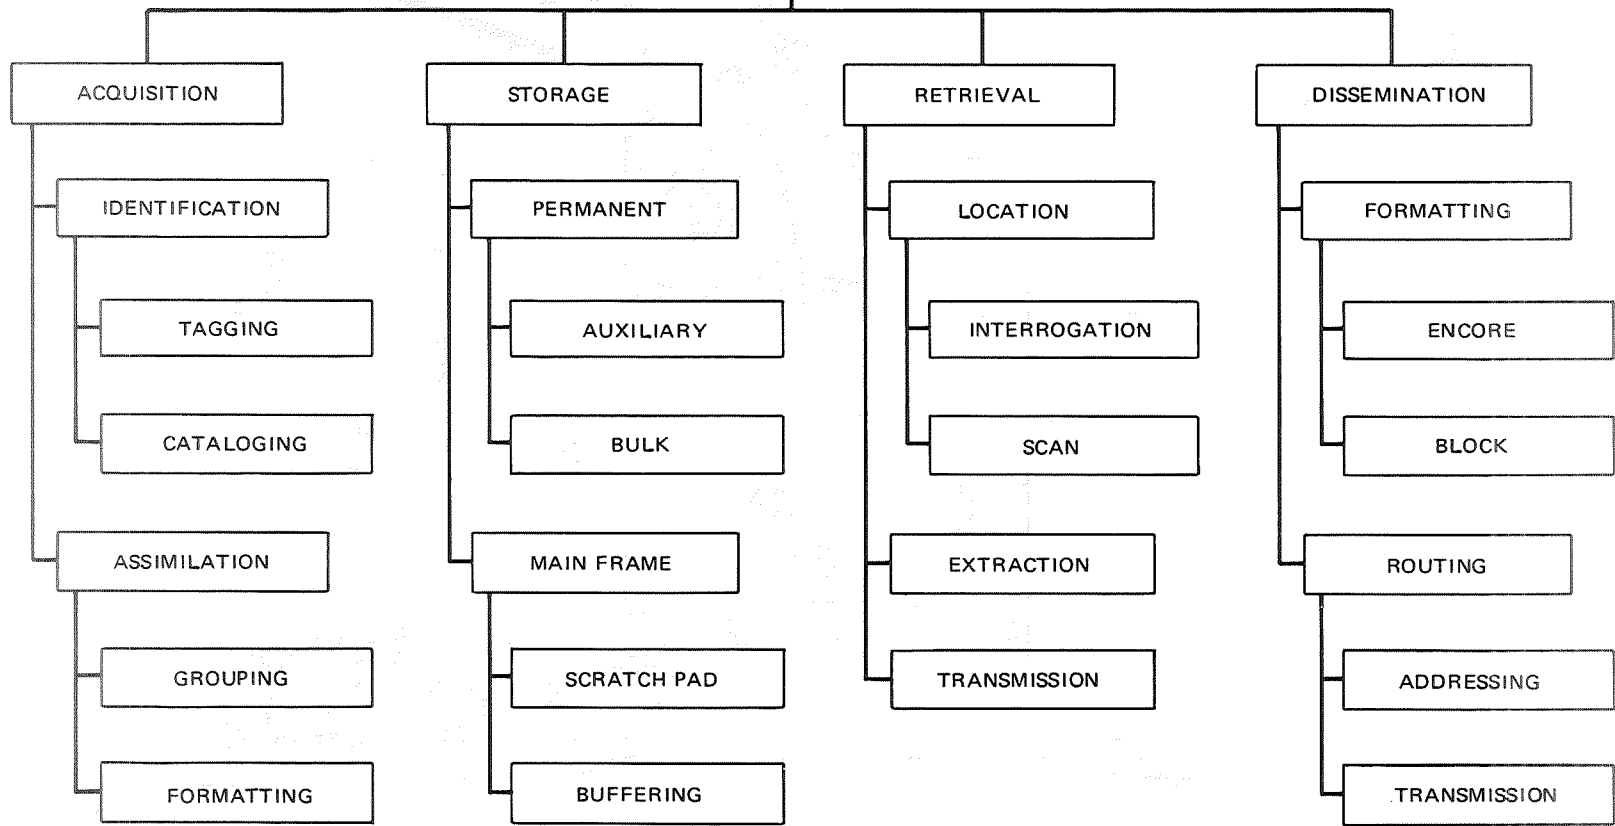 ACQUISITION
IDENTIFICATION
TAGGING
CATALOGING
ASSIMILATION
GROUPING
FORMATTING
STORAGE
PERMANENT
AUXILIARY
BULK
MAIN FRAME
SCRATCH PAD
BUFFERING
RETRIEVAL
LOCATION
INTERROGATION
SCAN
EXTRACTION
TRANSMISSION
DISSEMINATION
FORMATTING
ENCORE
BLOCK
ROUTING
ADDRESSING
TRANSMISSION